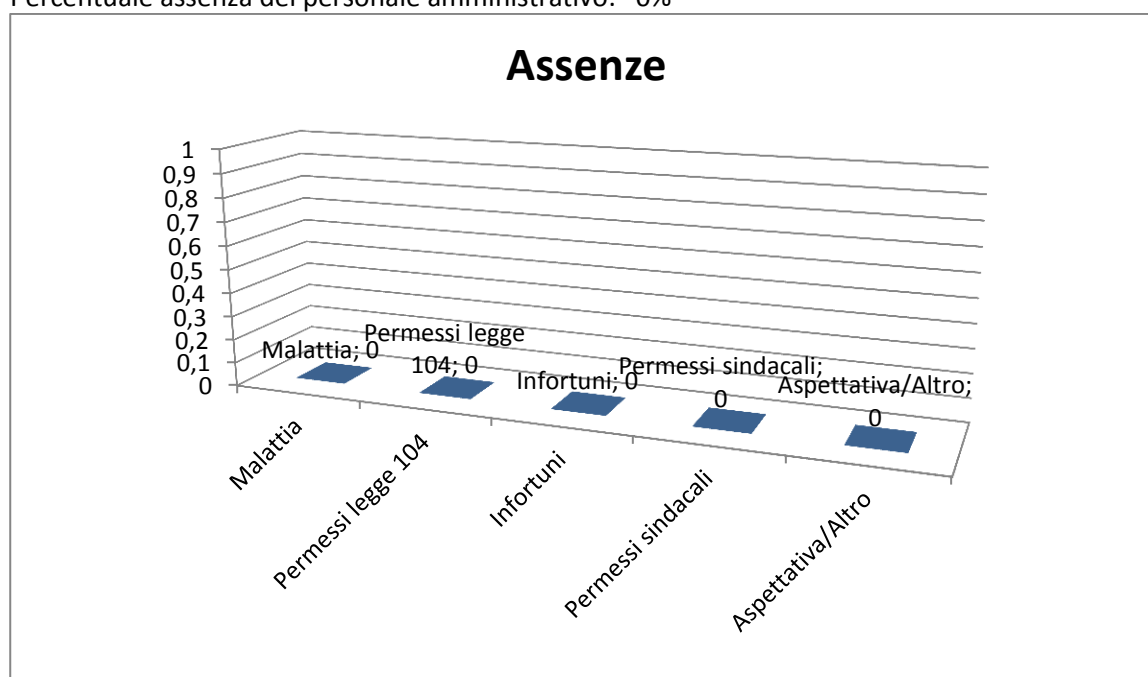 Percentuale assenza del personale amministrativo: 0%
Assenze
1
0,9
0,8
0,7
0,6
0,5
0,4
0,3
0,2
0,1
0
Malattia; 0
Permessi legge
104; 0
Infortuni; 0
Permessi sindacali;
0
Aspettativa/Altro;
0
Malattia
Permessi legge 104
Infortuni
Permessi sindacali
Aspettativa/Altro